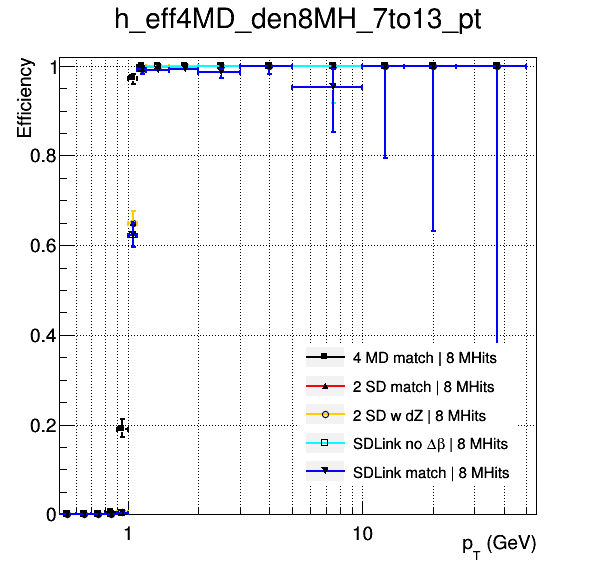 h_eff4MD_den8MH_7to13_pt
Efficiency
1
0.8
0.6
0.4
0.2
0
4 MD match | 8 MHits
2 SD match | 8 MHits
2 SD w dZ | 8 MHits
SDLink no Δβ | 8 MHits
SDLink match | 8 MHits
1 10
p_T (GeV)